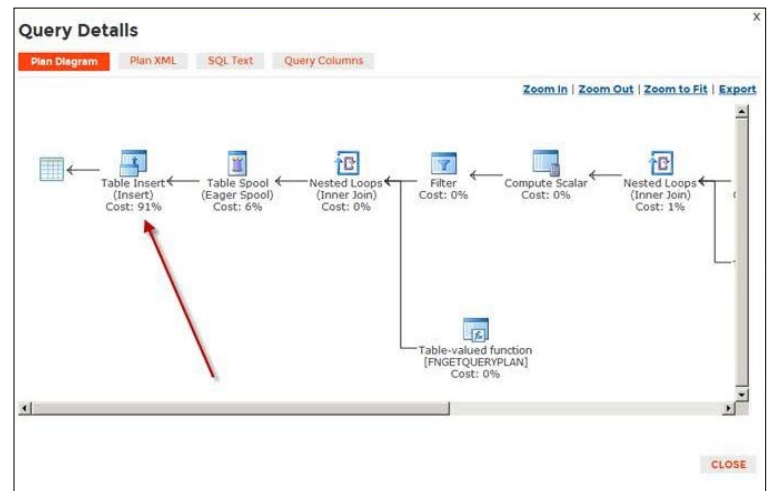 X
Query Details
Plan Diagram Plan XML SQL Text Query Columns
Zoom In | Zoom Out | Zoom to Fit | Export
Table Insert
(Insert)
Cost: 91%
Table Spool
(Eager Spool)
Cost: 6%
Nested Loops
(Inner Join)
Cost: 0%
Filter
Cost: 0%
Compute Scalar
Cost: 0%
Nested Loops
(Inner Join)
Cost: 1%
Table-valued function
[FNGETQUERYPLAN]
Cost: 0%
CLOSE